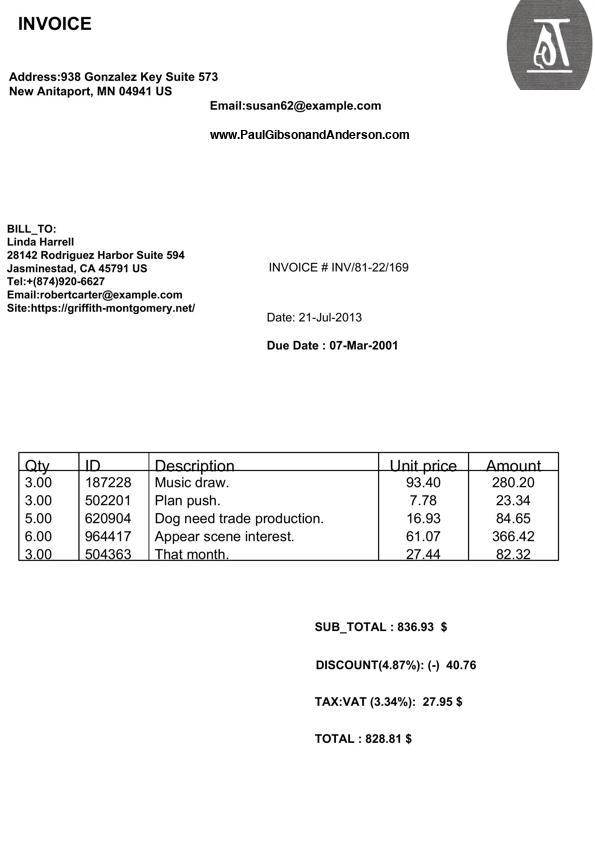 INVOICE
Address:938 Gonzalez Key Suite 573
New Anitaport, MN 04941 US
Email:susan62@example.com
www.PaulGibsonandAnderson.com
BILL_TO:
Linda Harrell
28142 Rodriguez Harbor Suite 594
Jasminestad, CA 45791 US
Tel:+(874)920-6627
Email:robertcarter@example.com
Site:https://griffith-montgomery.net/
INVOICE # INV/81-22/169
Date: 21-Jul-2013
Due Date : 07-Mar-2001
Qty ID Description Unit price Amount
3.00 187228 Music draw. 93.40 280.20
3.00 502201 Plan push. 7.78 23.34
5.00 620904 Dog need trade production. 16.93 84.65
6.00 964417 Appear scene interest. 61.07 366.42
3.00 504363 That month. 27.44 82.32
SUB_TOTAL : 836.93 $
DISCOUNT(4.87%): (-) 40.76
TAX:VAT (3.34%): 27.95 $
TOTAL : 828.81 $